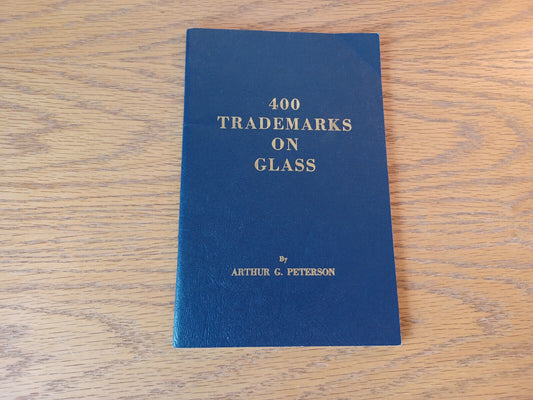 400
TRADEMARKS
ON
GLASS
By
ARTHUR G. PETERSON